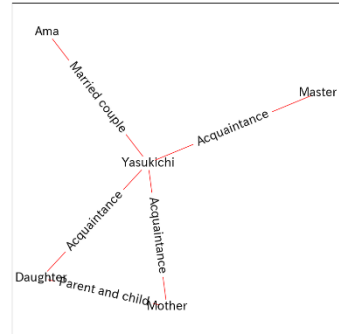 Ama
Married couple
Master
Acquaintance
Yasukichi
Acquaintance
Acquaintance
Daughter
Parent and child
Mother